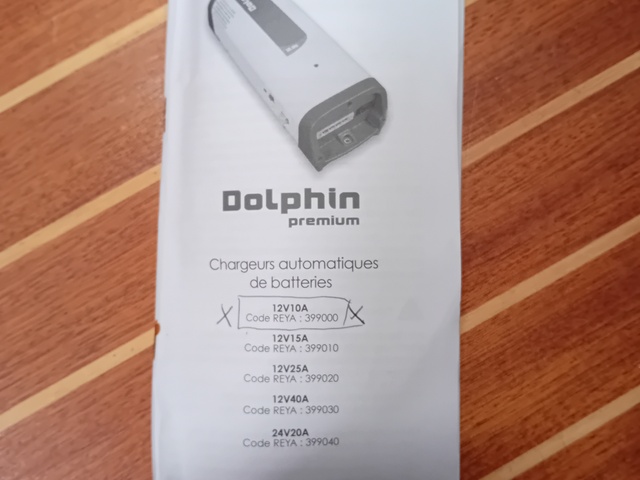 Dolphin
premium
Chargeurs automatiques
de batteries
12V10A
X Code REYA : 399000 X
12V15A
Code REYA : 399010
12V25A
Code REYA : 399020
12V40A
Code REYA : 399030
24V20A
Code REYA : 399040